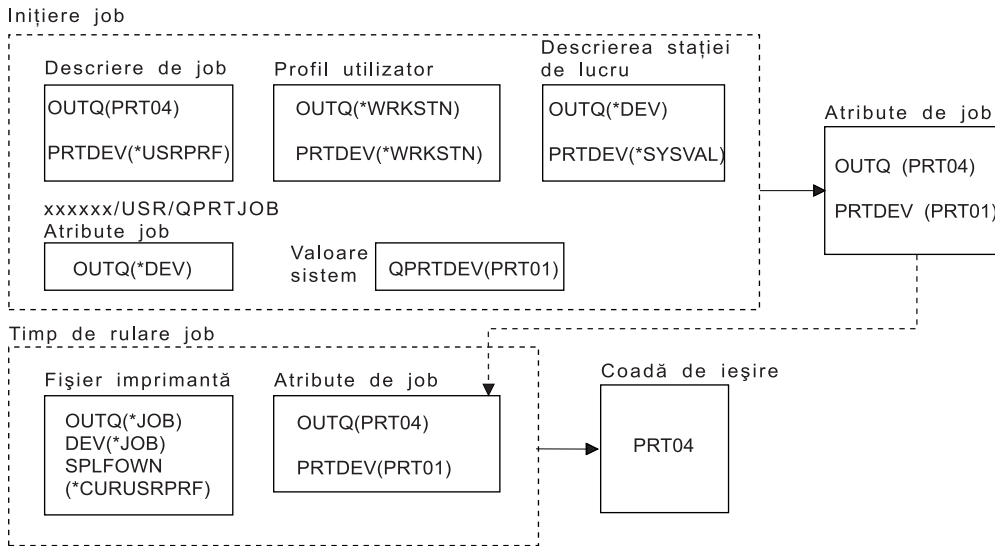 Inițiere job
Descriere de job
OUTQ(PRT04)
PRTDEV(*USRPRF)
Profil utilizator
OUTQ(*WRKSTN)
PRTDEV(*WRKSTN)
Descrierea stației
de lucru
OUTQ(*DEV)
PRTDEV(*SYSVAL)
Atribute de job
OUTQ (PRT04)
PRTDEV (PRT01)
xxxxxx/USR/QPRTJOB
Atribute job
OUTQ(*DEV)
Valoare
sistem
QPRTDEV(PRT01)
Timp de rulare job
Fişier imprimantă
OUTQ(*JOB)
DEV(*JOB)
SPLFOWN
(*CURUSRPRF)
Atribute de job
OUTQ(PRT04)
PRTDEV(PRT01)
Coadă de ieşire
PRT04